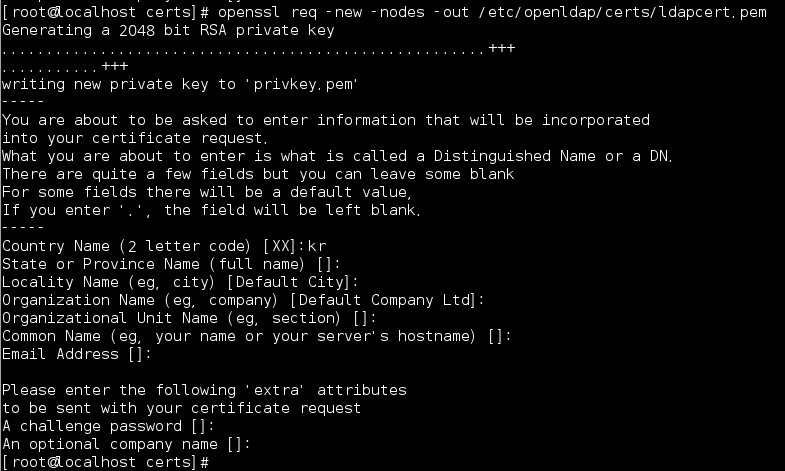 [root@localhost certs]# openssl req -new -nodes -out /etc/openldap/certs/ldapcert.pem
Generating a 2048 bit RSA private key
......................................................+++
...........+++
writing new private key to 'privkey.pem'
-----
You are about to be asked to enter information that will be incorporated
into your certificate request.
What you are about to enter is what is called a Distinguished Name or a DN.
There are quite a few fields but you can leave some blank
For some fields there will be a default value,
If you enter '.', the field will be left blank.
-----
Country Name (2 letter code) [XX]:kr
State or Province Name (full name) []:
Locality Name (eg, city) [Default City]:
Organization Name (eg, company) [Default Company Ltd]:
Organizational Unit Name (eg, section) []:
Common Name (eg, your name or your server's hostname) []:
Email Address []:

Please enter the following 'extra' attributes
to be sent with your certificate request
A challenge password []:
An optional company name []:
[root@localhost certs]#